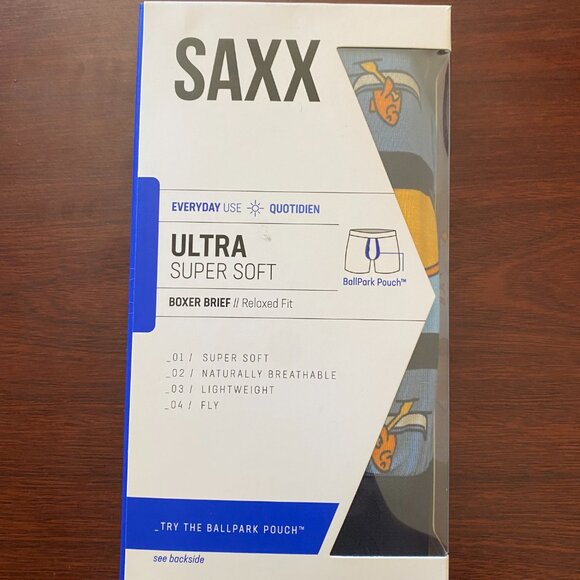 SAXX
EVERYDAY USE QUOTIDIEN
ULTRA
SUPER SOFT
BallPark Pouch™
BOXER BRIEF // Relaxed Fit
_01 / SUPER SOFT
_02 / NATURALLY BREATHABLE
_03 / LIGHTWEIGHT
_04 / FLY
_TRY THE BALLPARK POUCH™
see backside